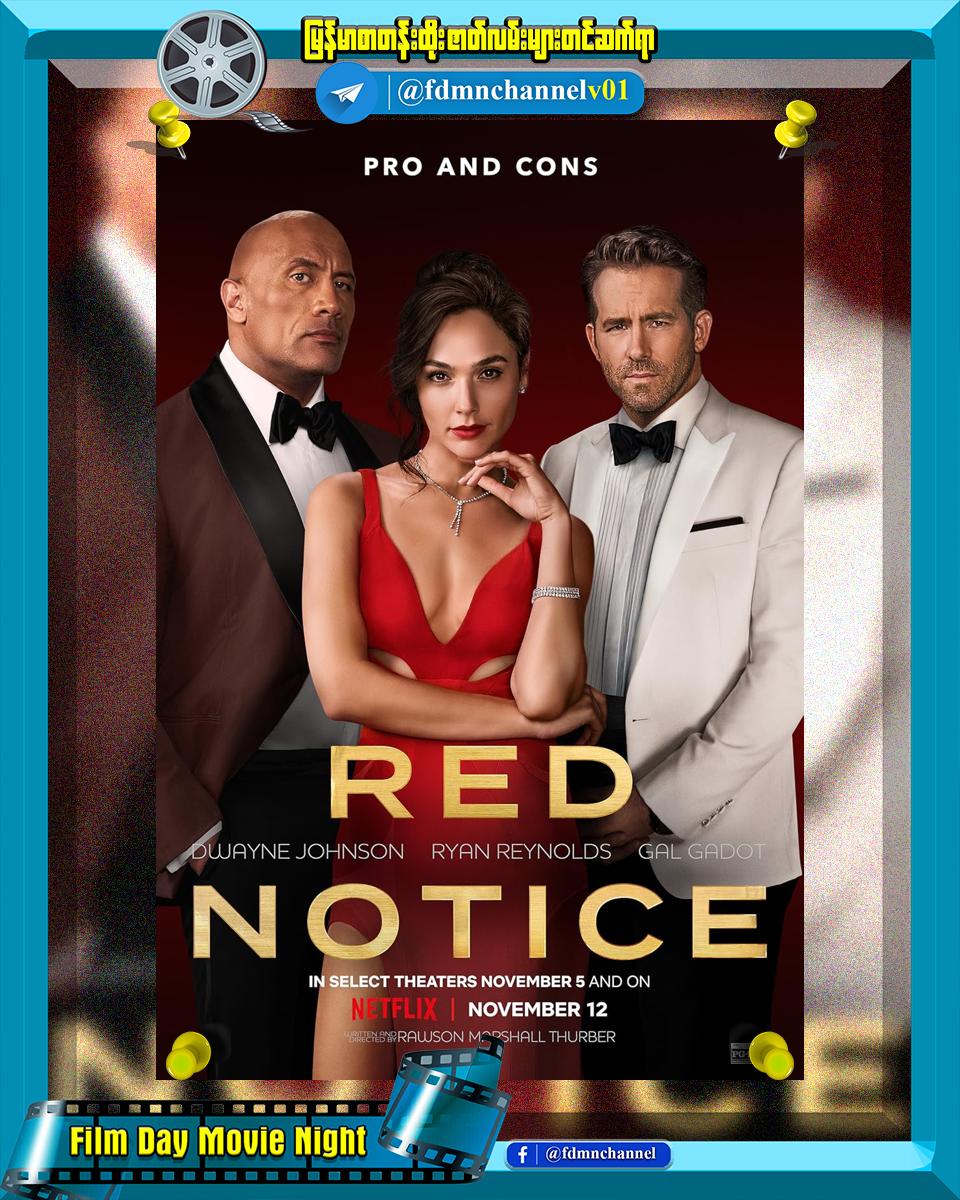 မြန်မာစာတန်းထိုးဇာတ်လမ်းများတင်ဆက်ရာ
@fdmnchannelv01
PRO AND CONS
RED
DWAYNE JOHNSON RYAN REYNOLDS GAL GADOT
NOTICE
IN SELECT THEATERS NOVEMBER 5 AND ON
NETFLIX | NOVEMBER 12
WRITTEN AND DIRECTED BY RAWSON MARSHALL THURBER
Film Day Movie Night
f | @fdmnchannel